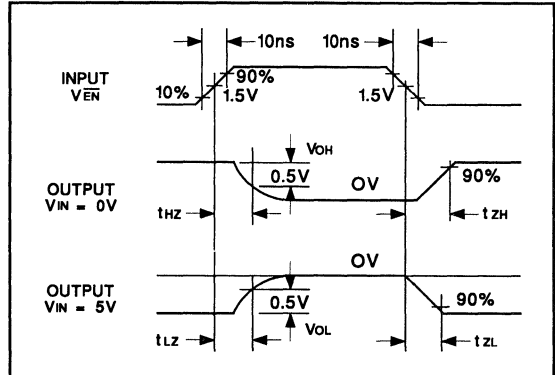 10ns 10ns
INPUT
VEN
10% 90%
1.5V 1.5V
OUTPUT
VIN = 0V
VOH
0.5V
OV
90%
tHZ tZH
OUTPUT
VIN = 5V
OV
0.5V
90%
tLZ VOL tZL